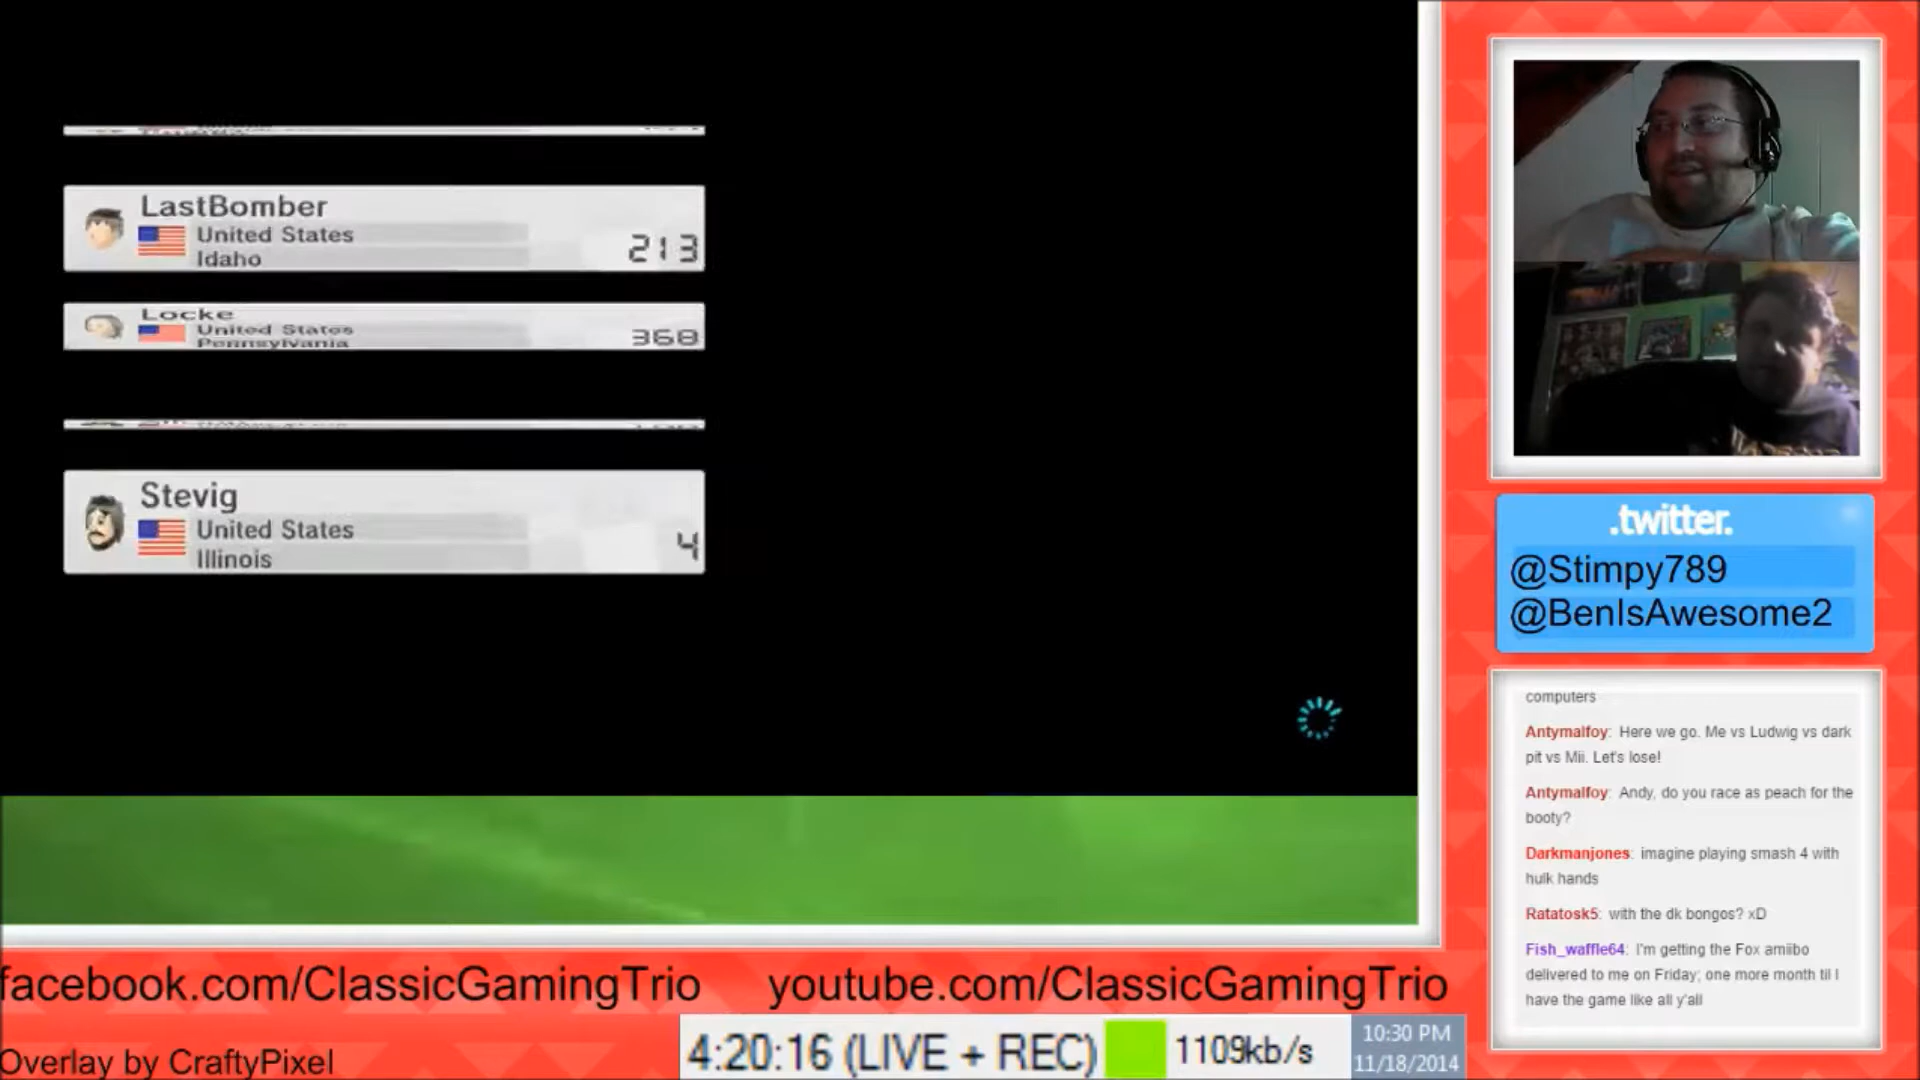 LastBomber
United States
Idaho
213
Locke
United States
Pennsylvania
368
Stevig
United States
Illinois
4
.twitter.
@Stimpy789
@BenIsAwesome2
computers
Antymalfoy: Here we go. Me vs Ludwig vs dark
pit vs Mii. Let's lose!
Antymalfoy: Andy, do you race as peach for the
booty?
Darkmanjones: imagine playing smash 4 with
hulk hands
Ratatosk5: with the dk bongos? xD
Fish_waffle64: I'm getting the Fox amiibo
delivered to me on Friday; one more month til I
have the game like all y'all
facebook.com/ClassicGamingTrio
youtube.com/ClassicGamingTrio
Overlay by CraftyPixel
4:20:16 (LIVE + REC)
1109kb/s
10:30 PM
11/18/2014